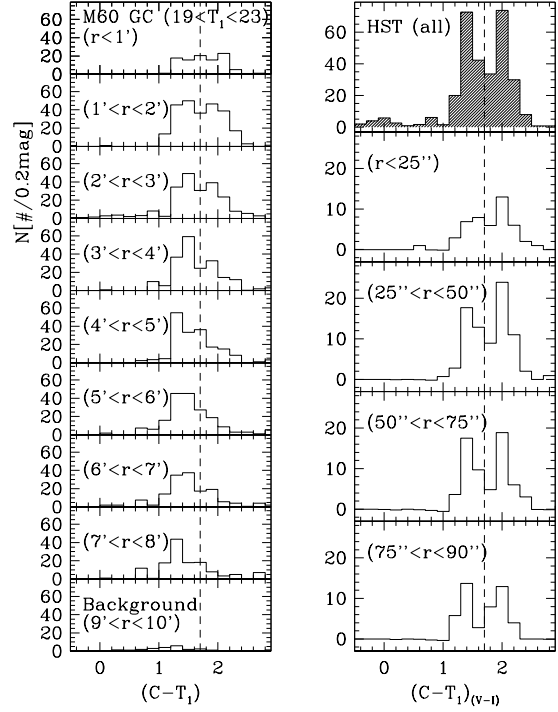 M60 GC (19<T₁<23)
(r<1')
60
40
20
0
(1'<r<2')
60
40
20
0
(2'<r<3')
60
40
20
0
(3'<r<4')
60
40
20
0
(4'<r<5')
60
40
20
0
(5'<r<6')
60
40
20
0
(6'<r<7')
60
40
20
0
(7'<r<8')
60
40
20
0
Background
(9'<r<10')
60
40
20
0
N[#/0.2mag]
0 1 2
(C−T₁)
HST (all)
60
40
20
0
(r<25'')
20
10
0
(25''<r<50'')
20
10
0
(50''<r<75'')
20
10
0
(75''<r<90'')
20
10
0
0 1 2
(C−T₁)(V−I)